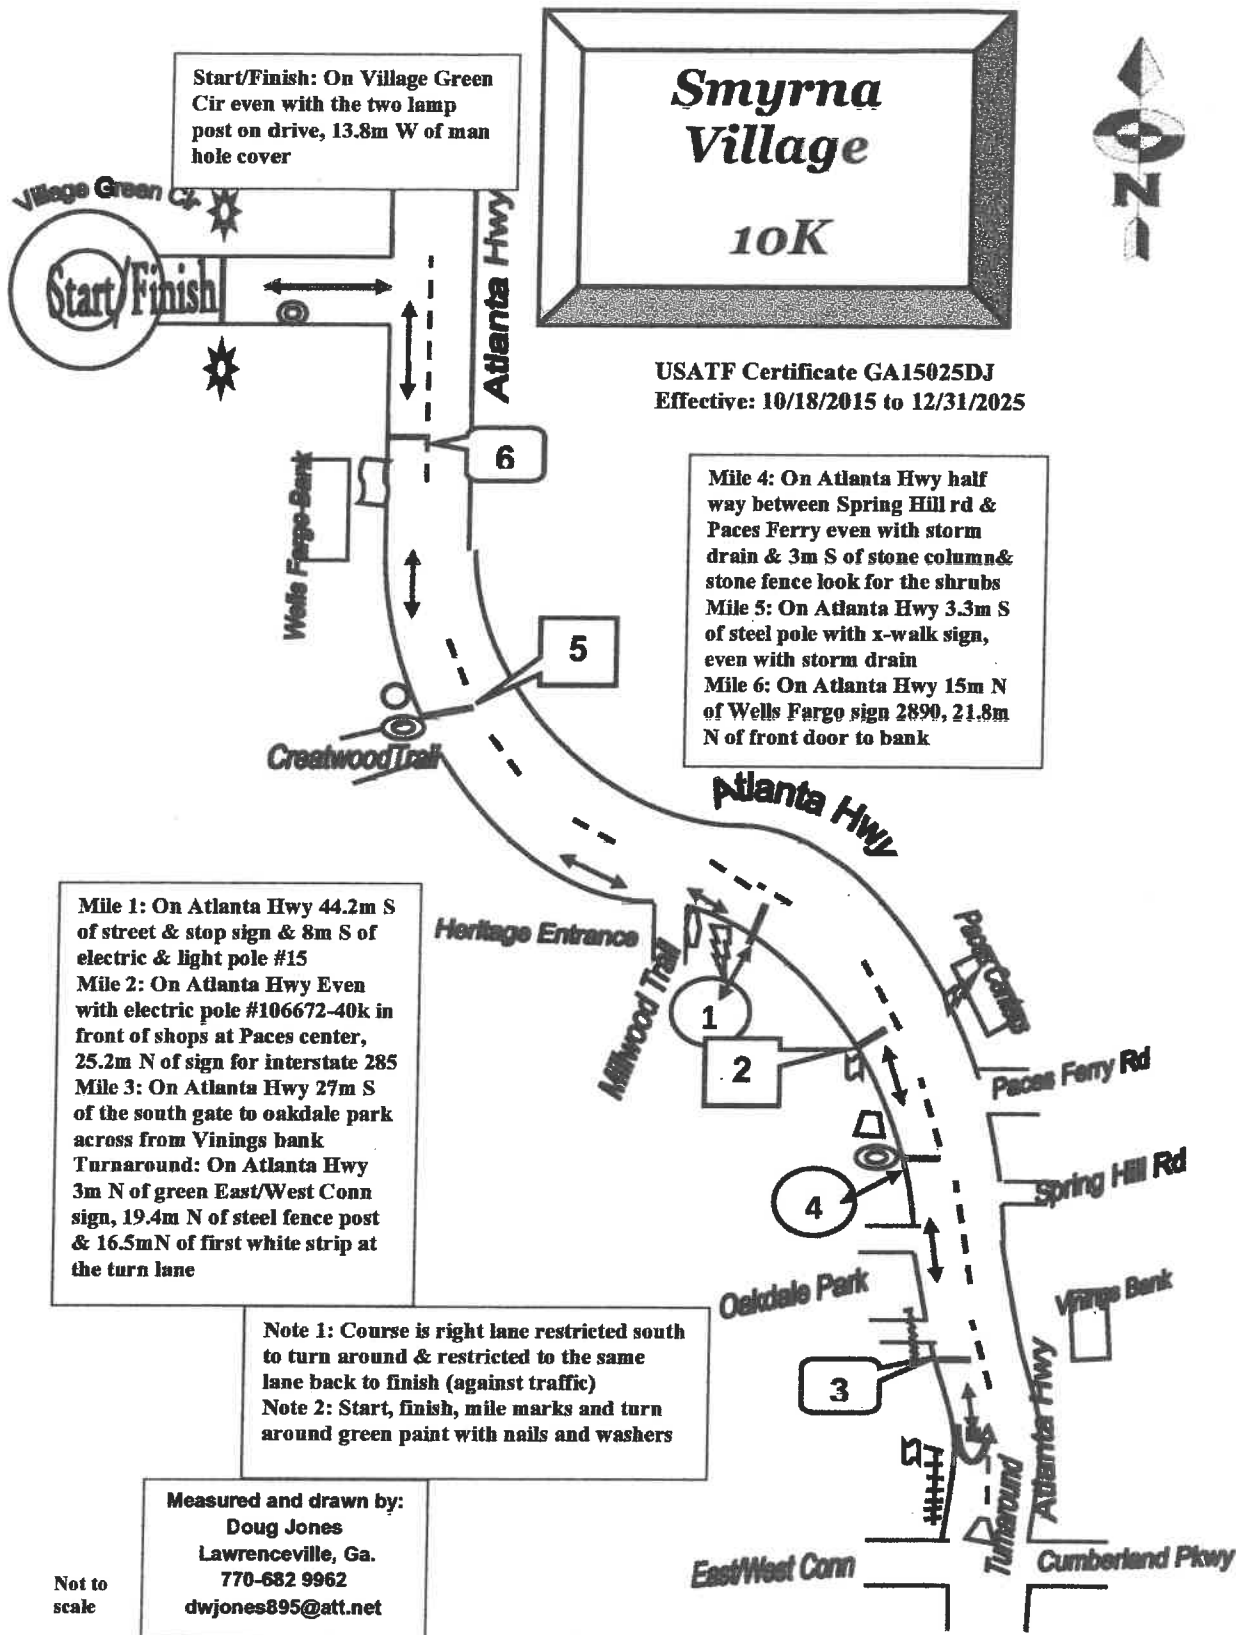 Smyrna
Village
10K
Start/Finish: On Village Green
Cir even with the two lamp
post on drive, 13.8m W of man
hole cover
N
Village Green Cir
Start/Finish
Atlanta Hwy
USATF Certificate GA15025DJ
Effective: 10/18/2015 to 12/31/2025
6
Wells Fargo Bank
Mile 4: On Atlanta Hwy half
way between Spring Hill rd &
Paces Ferry even with storm
drain & 3m S of stone column&
stone fence look for the shrubs
Mile 5: On Atlanta Hwy 3.3m S
of steel pole with x-walk sign,
even with storm drain
Mile 6: On Atlanta Hwy 15m N
of Wells Fargo sign 2890, 21.8m
N of front door to bank
5
CreatwoodTrail
Atlanta Hwy
Mile 1: On Atlanta Hwy 44.2m S
of street & stop sign & 8m S of
electric & light pole #15
Mile 2: On Atlanta Hwy Even
with electric pole #106672-40k in
front of shops at Paces center,
25.2m N of sign for interstate 285
Mile 3: On Atlanta Hwy 27m S
of the south gate to oakdale park
across from Vinings bank
Turnaround: On Atlanta Hwy
3m N of green East/West Conn
sign, 19.4m N of steel fence post
& 16.5mN of first white strip at
the turn lane
Heritage Entrance
Millwood Trail
Paces
1
2
Paces Ferry Rd
4
Spring Hill Rd
Oakdale Park
Vinings Bank
3
Atlanta Hwy
Turnaround
East/West Conn
Cumberland Pkwy
Note 1: Course is right lane restricted south
to turn around & restricted to the same
lane back to finish (against traffic)
Note 2: Start, finish, mile marks and turn
around green paint with nails and washers
Measured and drawn by:
Doug Jones
Lawrenceville, Ga.
770-682 9962
dwjones895@att.net
Not to
scale